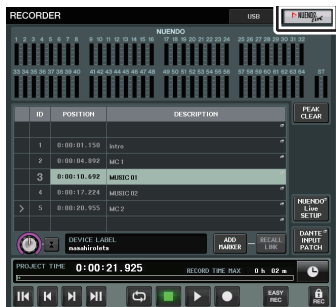 RECORDER
USB
NUENDO Live
NUENDO
1 2 3 4 5 6 7 8 9 10 11 12 13 14 15 16 17 18 19 20 21 22 23 24 25 26 27 28 29 30 31 32
33 34 35 36 37 38 39 40 41 42 43 44 45 46 47 48 49 50 51 52 53 54 55 56 57 58 59 60 61 62 63 64 ST
PEAK CLEAR
ID POSITION DESCRIPTION
1 0:00:01.150 intro
2 0:00:04.892 MC 1
3 0:00:10.692 MUSIC 01
4 0:00:17.224 MUSIC 02
> 5 0:00:20.955 MC 2
NUENDO® Live SETUP
DEVICE LABEL
manshirolets
ADD MARKER
RECALL LINK
DANTE™ INPUT PATCH
PROJECT TIME 0:00:21.925 RECORD TIME MAX 0 h 02 m
EASY REC
REC